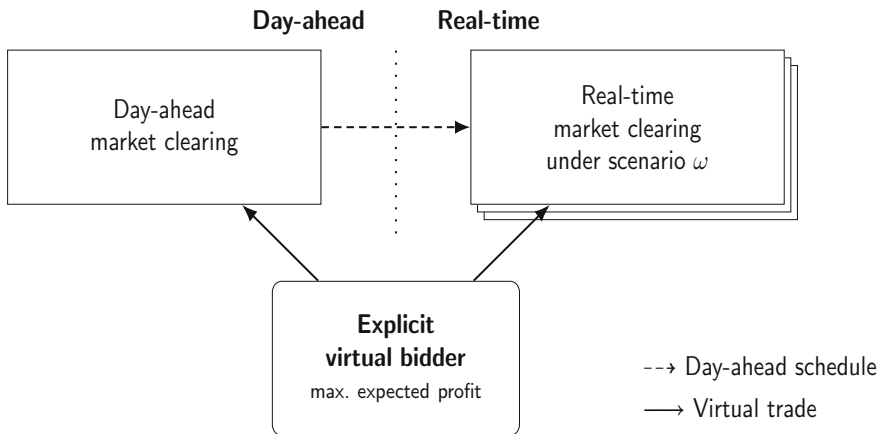 Day-ahead
Real-time
Day-ahead
market clearing
Real-time
market clearing
under scenario ω
Explicit
virtual bidder
max. expected profit
Day-ahead schedule
Virtual trade